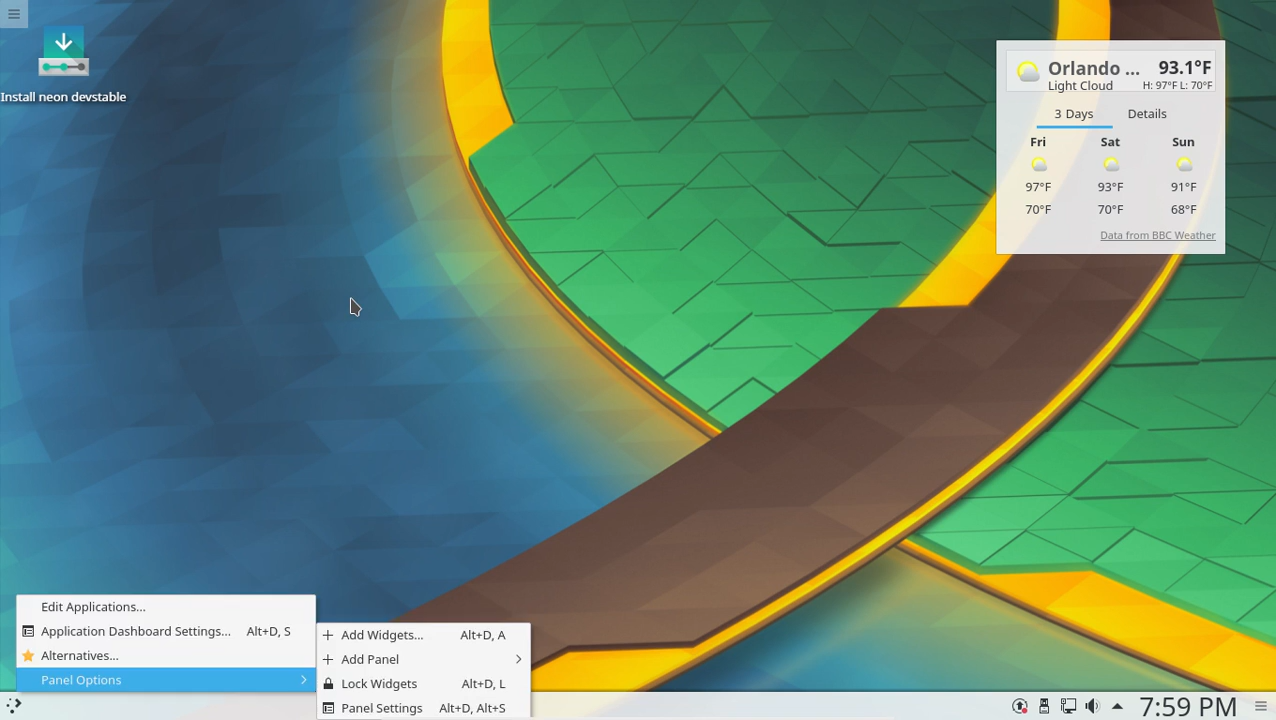 Install neon devstable
Orlando ... 93.1°F
Light Cloud H: 97°F L: 70°F
3 Days Details
Fri Sat Sun
97°F 93°F 91°F
70°F 70°F 68°F
Data from BBC Weather
Edit Applications...
Application Dashboard Settings... Alt+D, S
Alternatives...
Panel Options
Add Widgets... Alt+D, A
Add Panel
Lock Widgets Alt+D, L
Panel Settings Alt+D, Alt+S
7:59 PM